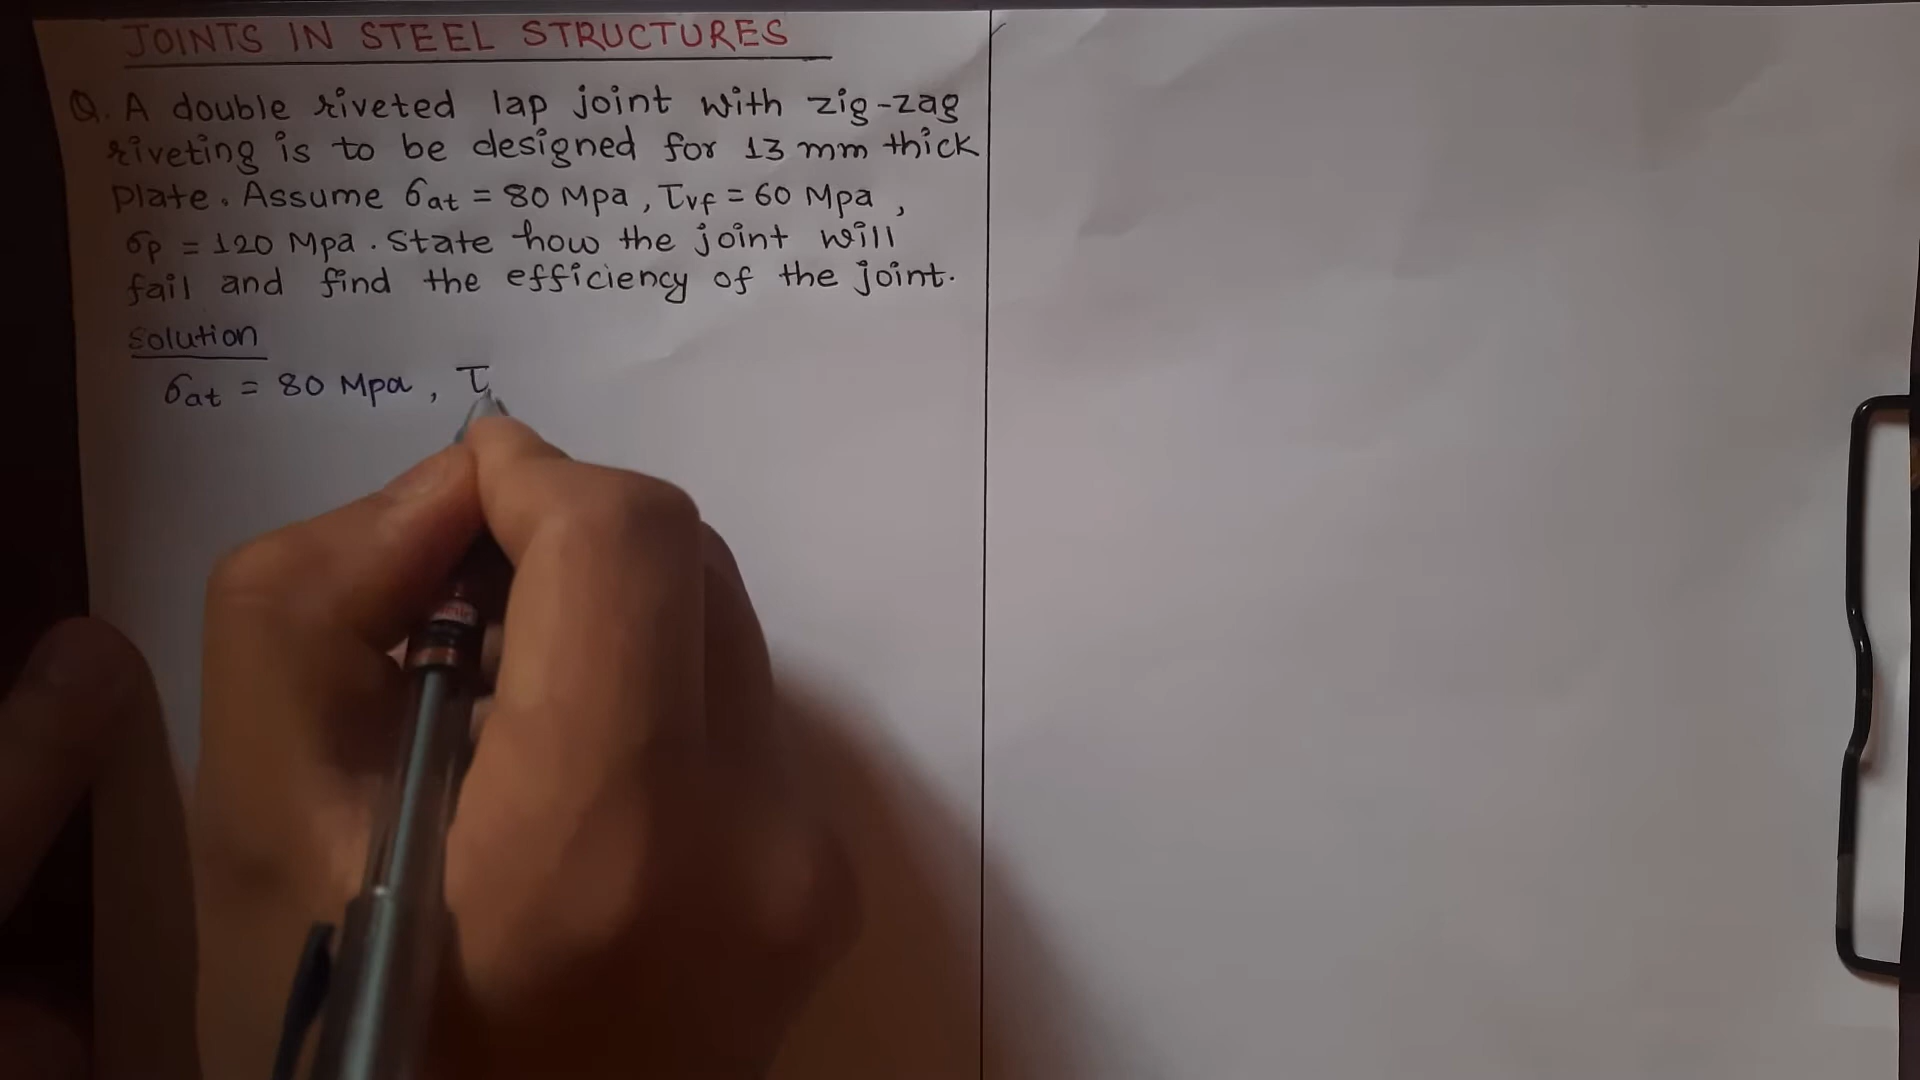 JOINTS IN STEEL STRUCTURES
Q. A double riveted lap joint with zig-zag
riveting is to be designed for 13 mm thick
plate. Assume σat = 80 Mpa, τvf = 60 Mpa,
σp = 120 Mpa. State how the joint will
fail and find the efficiency of the joint.
Solution
σat = 80 Mpa, τ